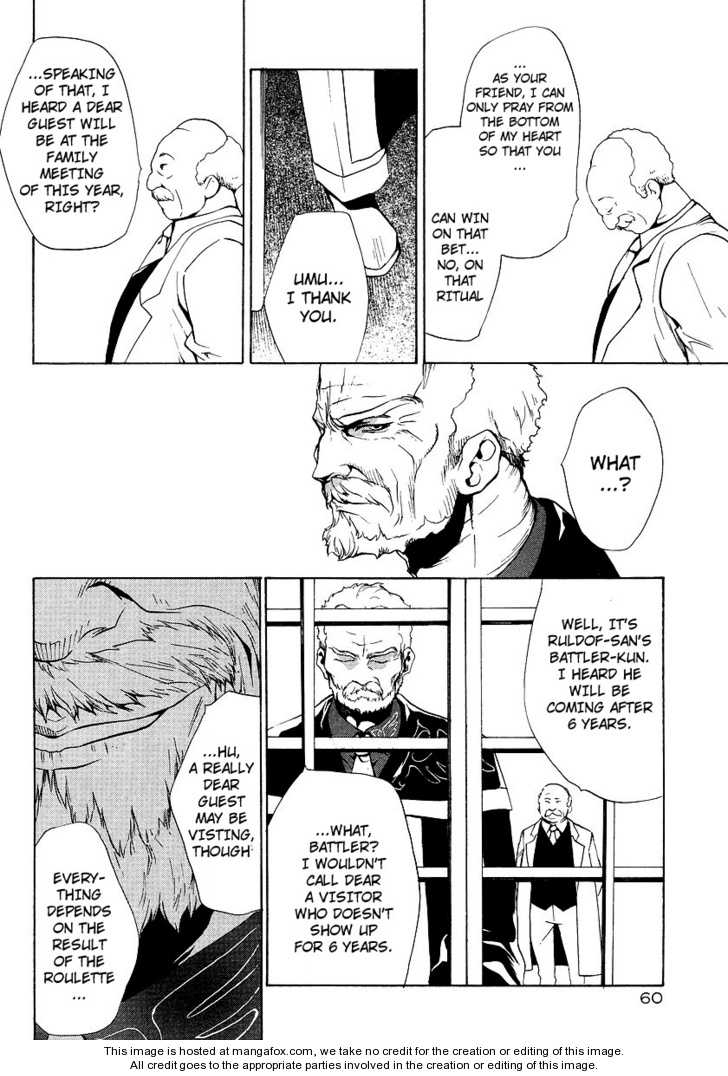 ...
AS YOUR
FRIEND, I CAN
ONLY PRAY FROM
THE BOTTOM
OF MY HEART
SO THAT YOU
...
CAN WIN
ON THAT
BET...
NO, ON
THAT
RITUAL
UMU...
I THANK
YOU.
...SPEAKING
OF THAT, I
HEARD A DEAR
GUEST WILL
BE AT THE
FAMILY
MEETING
OF THIS YEAR,
RIGHT?
WHAT
...?
WELL, IT'S
RULDOF-SAN'S
BATTLER-KUN.
I HEARD HE
WILL BE
COMING AFTER
6 YEARS.
...WHAT,
BATTLER?
I WOULDN'T
CALL DEAR
A VISITOR
WHO DOESN'T
SHOW UP
FOR 6 YEARS.
...HU,
A REALLY
DEAR
GUEST
MAY BE
VISTING,
THOUGH
EVERY-
THING
DEPENDS
ON THE
RESULT
OF THE
ROULETTE
...
60
This image is hosted at mangafox.com, we take no credit for the creation or editing of this image.
All credit goes to the appropriate parties involved in the creation or editing of this image.